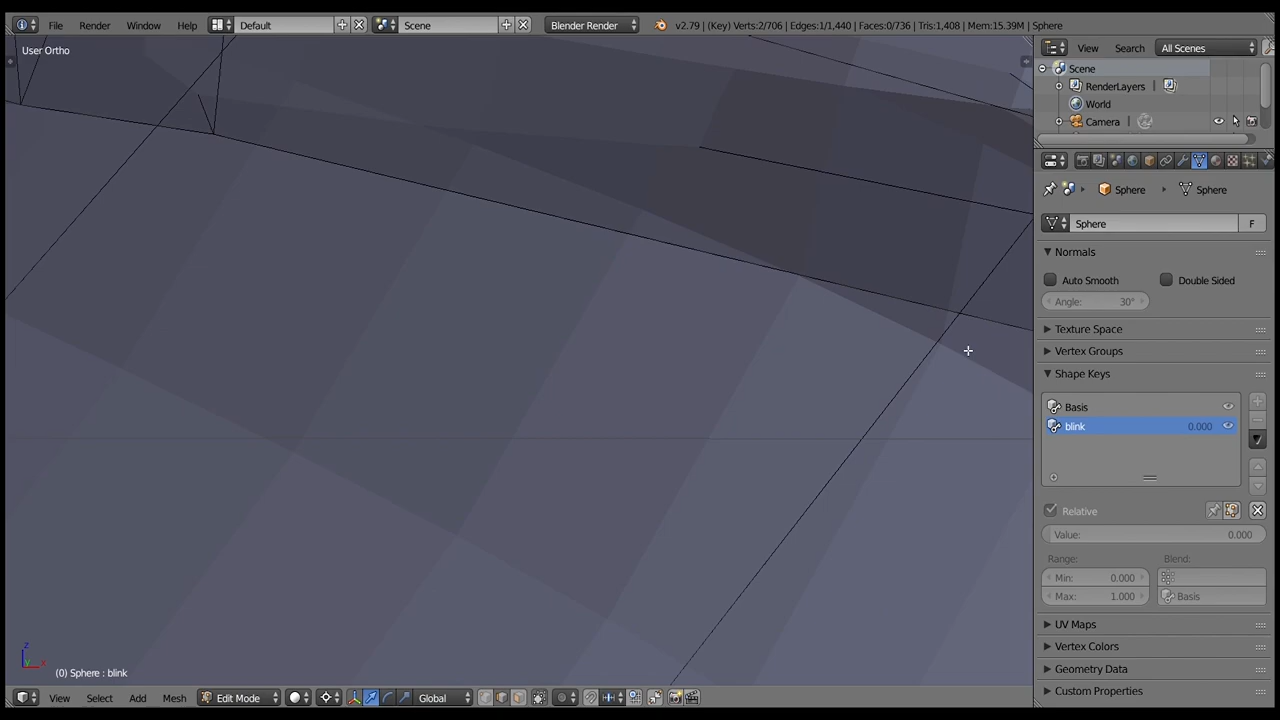 File Render Window Help Default Scene Blender Render v2.79 | (Key) Verts:2/706 | Edges:1/1,440 | Faces:0/736 | Tris:1,408 | Mem:15.39M | Sphere
User Ortho
View Search All Scenes
Scene
RenderLayers
World
Camera
Sphere Sphere
Sphere F
Normals
Auto Smooth Double Sided
Angle: 30°
Texture Space
Vertex Groups
Shape Keys
Basis
blink 0.000
Relative
Value: 0.000
Range: Blend:
Min: 0.000
Max: 1.000 Basis
UV Maps
Vertex Colors
Geometry Data
Custom Properties
z
x
(0) Sphere : blink
View Select Add Mesh Edit Mode Global